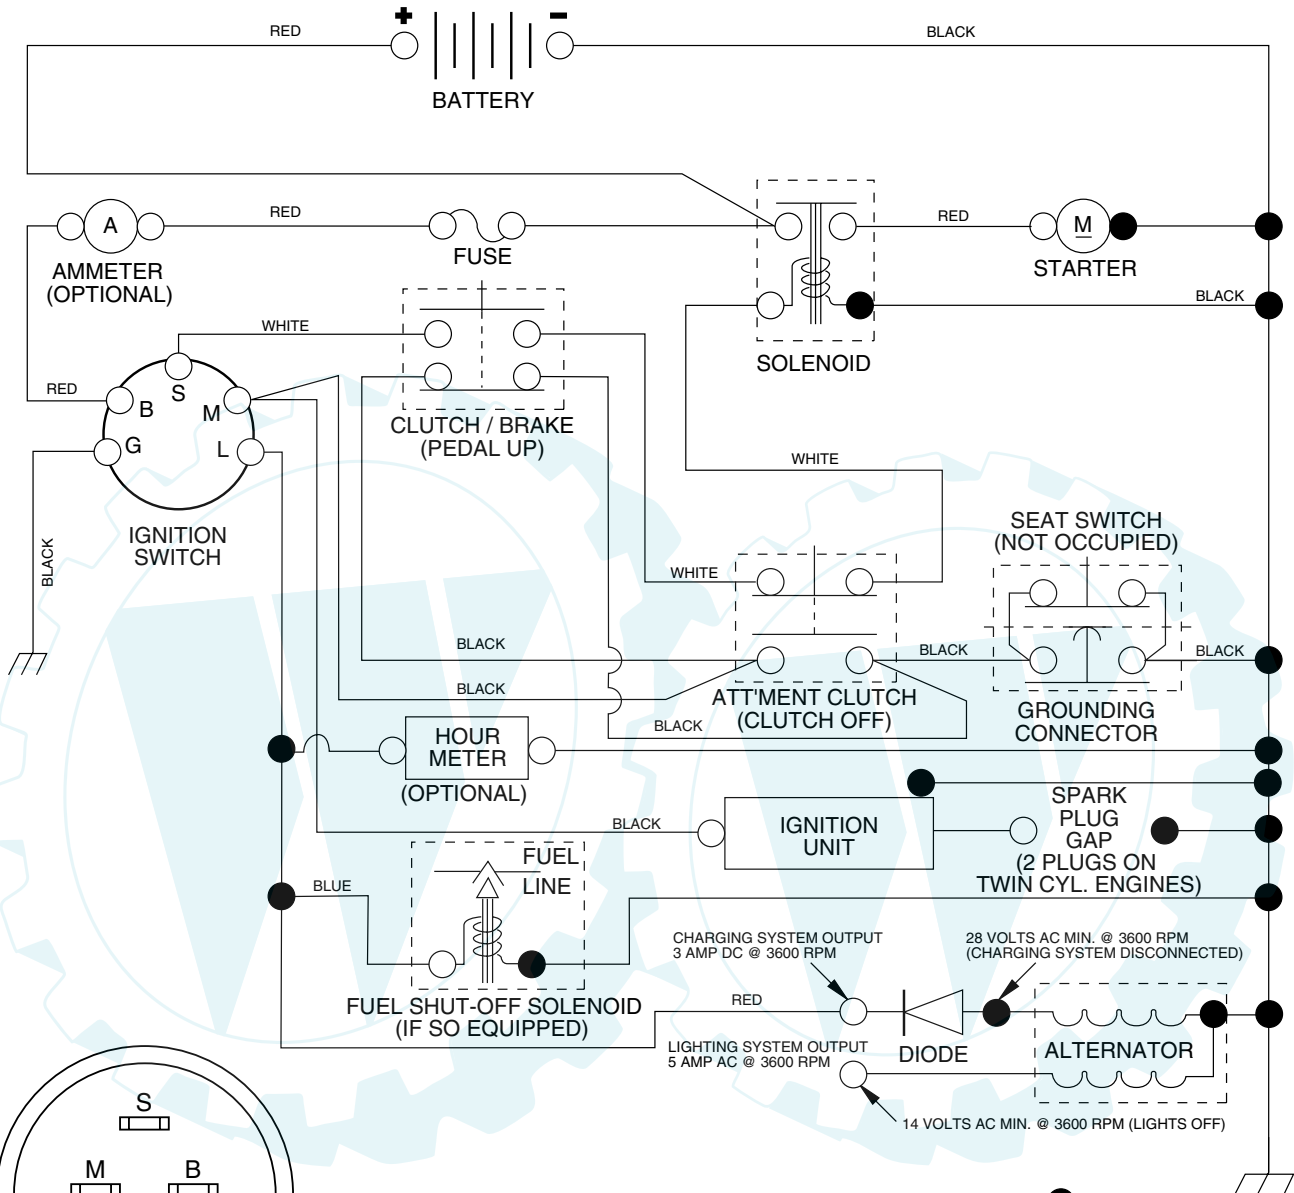 + −
RED
BLACK
BATTERY
A
RED
RED
M
FUSE
AMMETER
(OPTIONAL)
STARTER
BLACK
WHITE
SOLENOID
RED
B
S
M
G
L
CLUTCH / BRAKE
(PEDAL UP)
WHITE
IGNITION
SWITCH
BLACK
SEAT SWITCH
(NOT OCCUPIED)
WHITE
BLACK
BLACK
BLACK
BLACK
ATT'MENT CLUTCH
(CLUTCH OFF)
GROUNDING
CONNECTOR
BLACK
HOUR
METER
(OPTIONAL)
SPARK
PLUG
GAP
(2 PLUGS ON
TWIN CYL. ENGINES)
BLACK
IGNITION
UNIT
FUEL
LINE
BLUE
CHARGING SYSTEM OUTPUT
3 AMP DC @ 3600 RPM
28 VOLTS AC MIN. @ 3600 RPM
(CHARGING SYSTEM DISCONNECTED)
FUEL SHUT-OFF SOLENOID
(IF SO EQUIPPED)
RED
LIGHTING SYSTEM OUTPUT
5 AMP AC @ 3600 RPM
DIODE
ALTERNATOR
14 VOLTS AC MIN. @ 3600 RPM (LIGHTS OFF)
S
M B